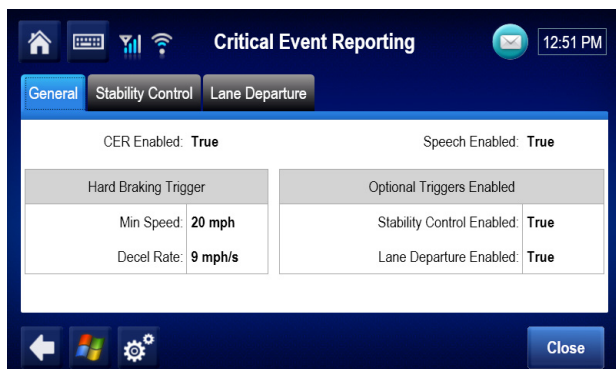 Critical Event Reporting
12:51 PM
General Stability Control Lane Departure
CER Enabled: True Speech Enabled: True
Hard Braking Trigger Optional Triggers Enabled
Min Speed: 20 mph Stability Control Enabled: True
Decel Rate: 9 mph/s Lane Departure Enabled: True
Close